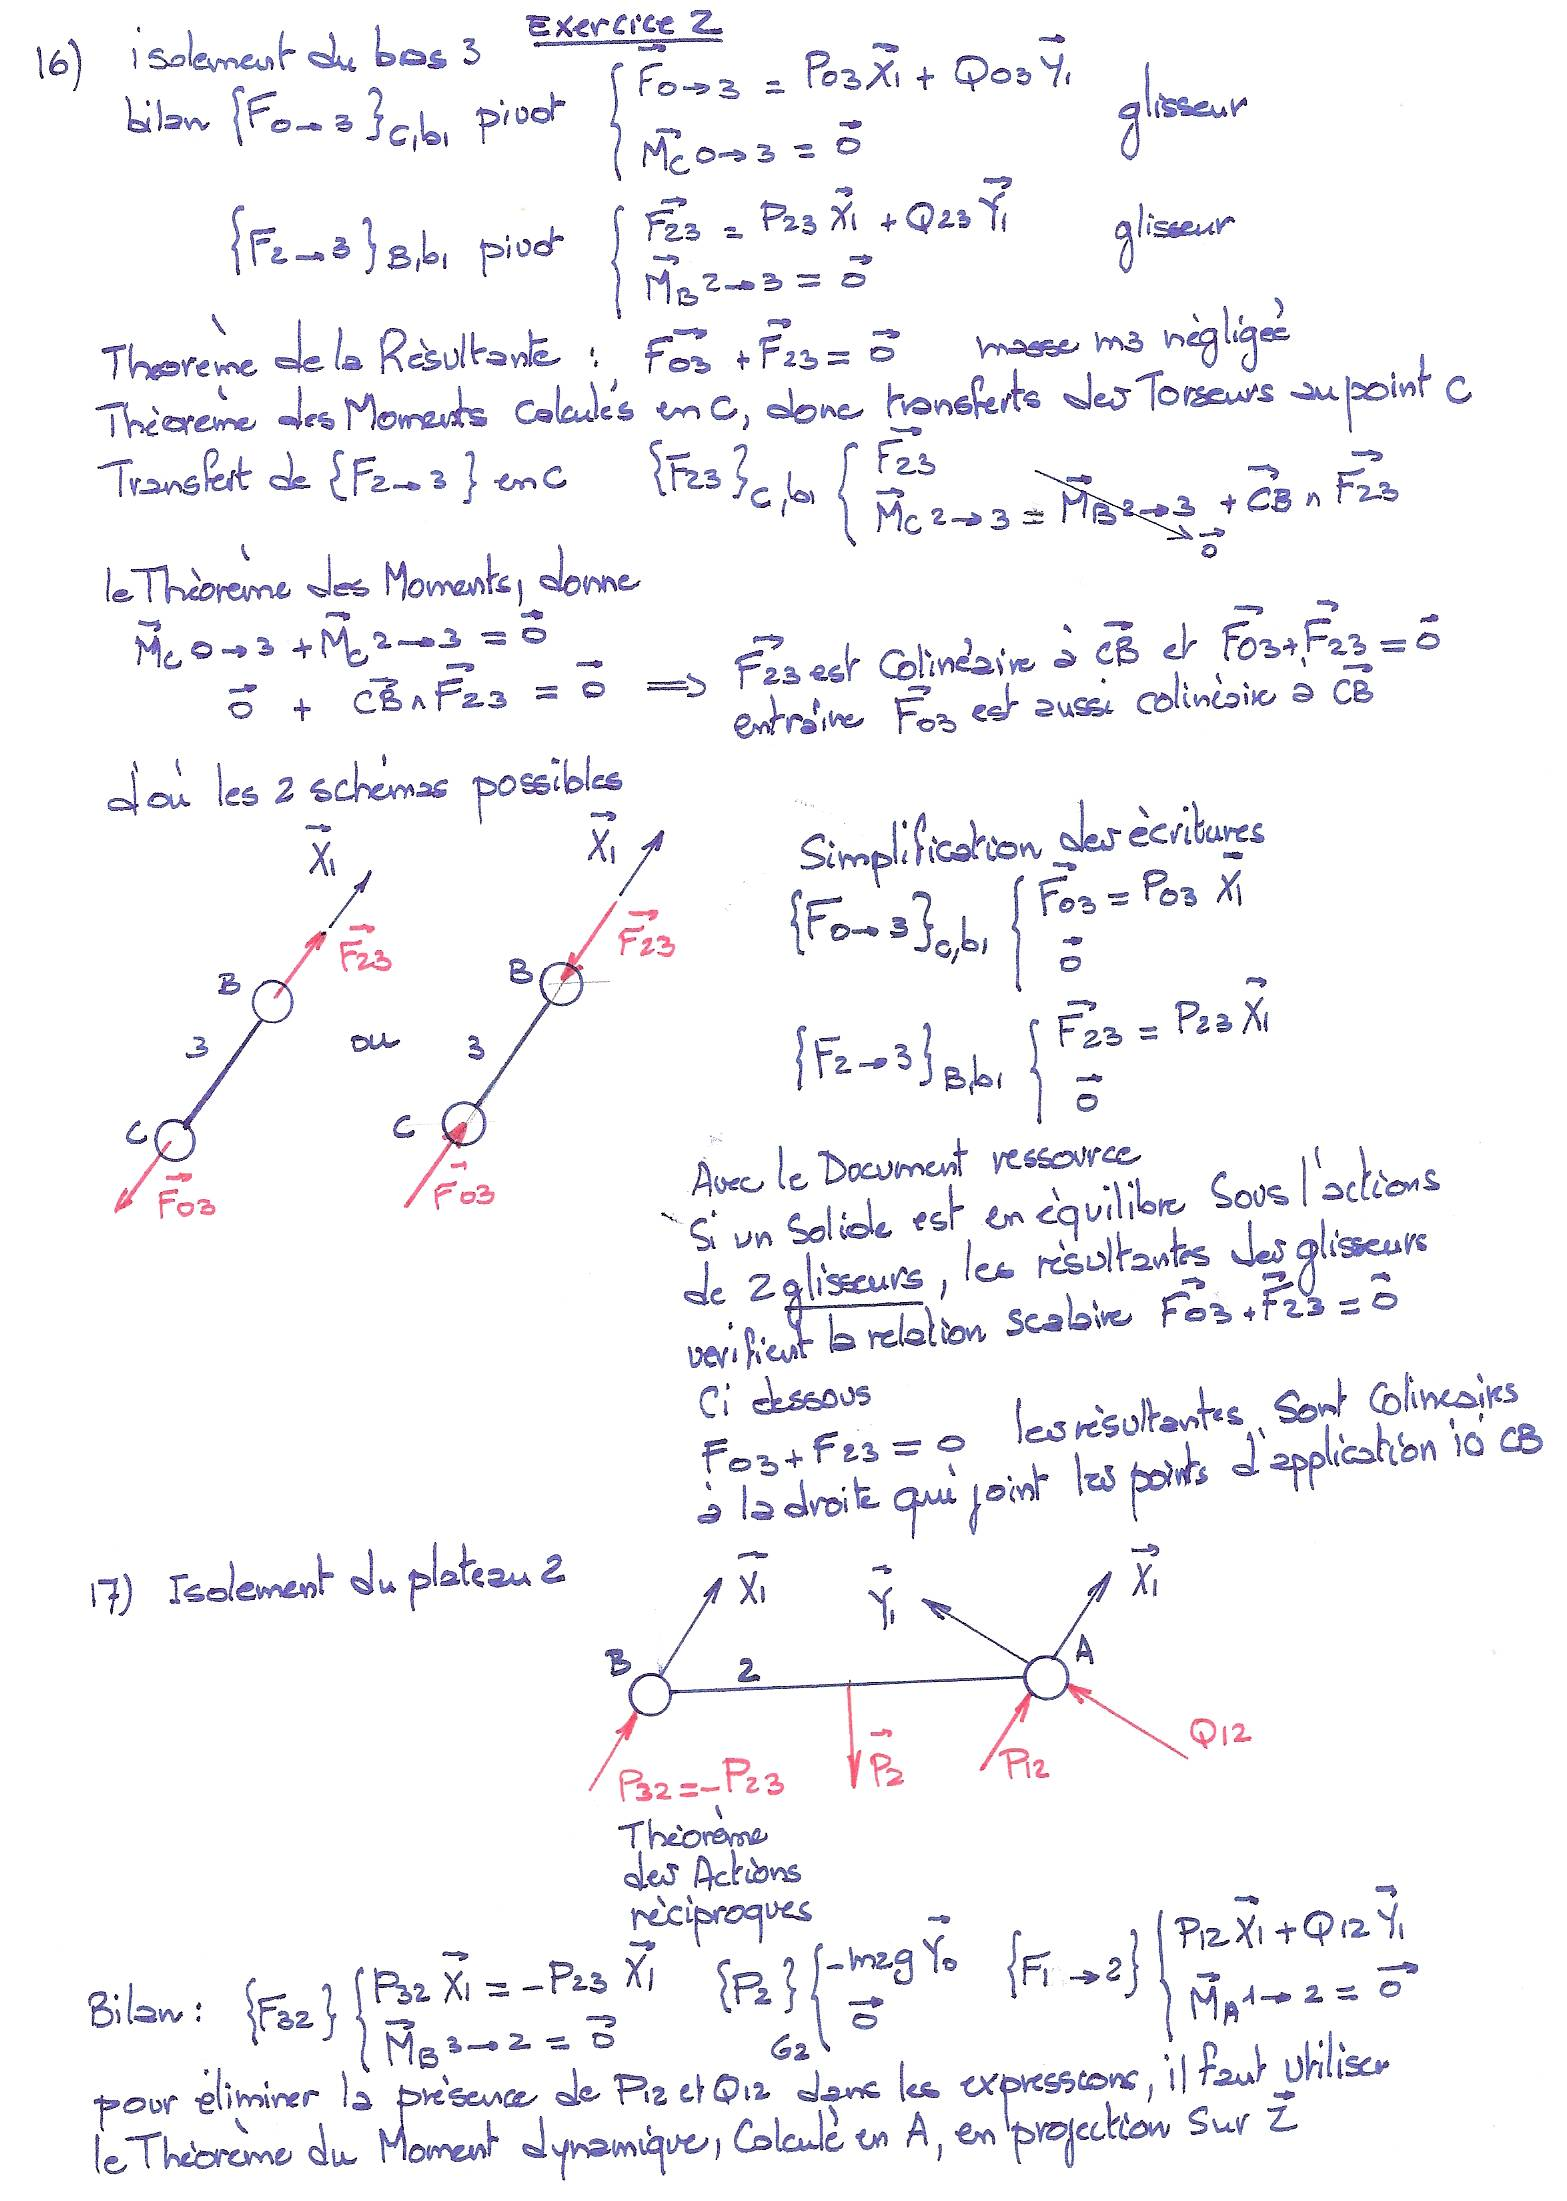 Exercice 2
16) isolement du bras 3
bilan {F0→3}C,b1 pivot { F0→3 = P03 X1 + Q03 Y1 glisseur
MC 0→3 = 0
{F2→3}B,b1 pivot { F23 = P23 X1 + Q23 Y1 glisseur
MB 2→3 = 0
Théorème de la Résultante : F03 + F23 = 0 masse m3 négligée
Théorème des Moments calculés en C, donc transferts des Torseurs au point C
Transfert de {F2→3} en C {F23}C,b1 { F23
MC 2→3 = MB 2→3 + CB ∧ F23
0
le Théorème des Moments, donne
MC 0→3 + MC 2→3 = 0
0 + CB ∧ F23 = 0 ⟹ F23 est Colinéaire à CB et F03 + F23 = 0
entraîne F03 est aussi colinéaire à CB
d'où les 2 schémas possibles
X1
F23
B
3
C
F03
ou
X1
F23
B
3
C
F03
Simplification des écritures
{F0→3}C,b1 { F03 = P03 X1
0
{F2→3}B,b1 { F23 = P23 X1
0
Avec le Document ressource
Si un Solide est en équilibre Sous l'actions
de 2 glisseurs, les résultantes des glisseurs
vérifient la relation scalaire F03 + F23 = 0
Ci dessous
F03 + F23 = 0 les résultantes Sont Colineaires
à la droite qui joint les points d'application ici CB
17) Isolement du plateau 2
X1 Y1 X1
B 2 A
P32 = -P23 P2 P12 Q12
Théorème
des Actions
réciproques
Bilan : {F32} { P32 X1 = -P23 X1 {P2}G2 { -m2g Y0 {F1→2} { P12 X1 + Q12 Y1
MB 3→2 = 0 0 MA 1→2 = 0
pour éliminer la présence de P12 et Q12 dans les expressions, il faut utiliser
le Théorème du Moment dynamique, Calculé en A, en projection Sur Z